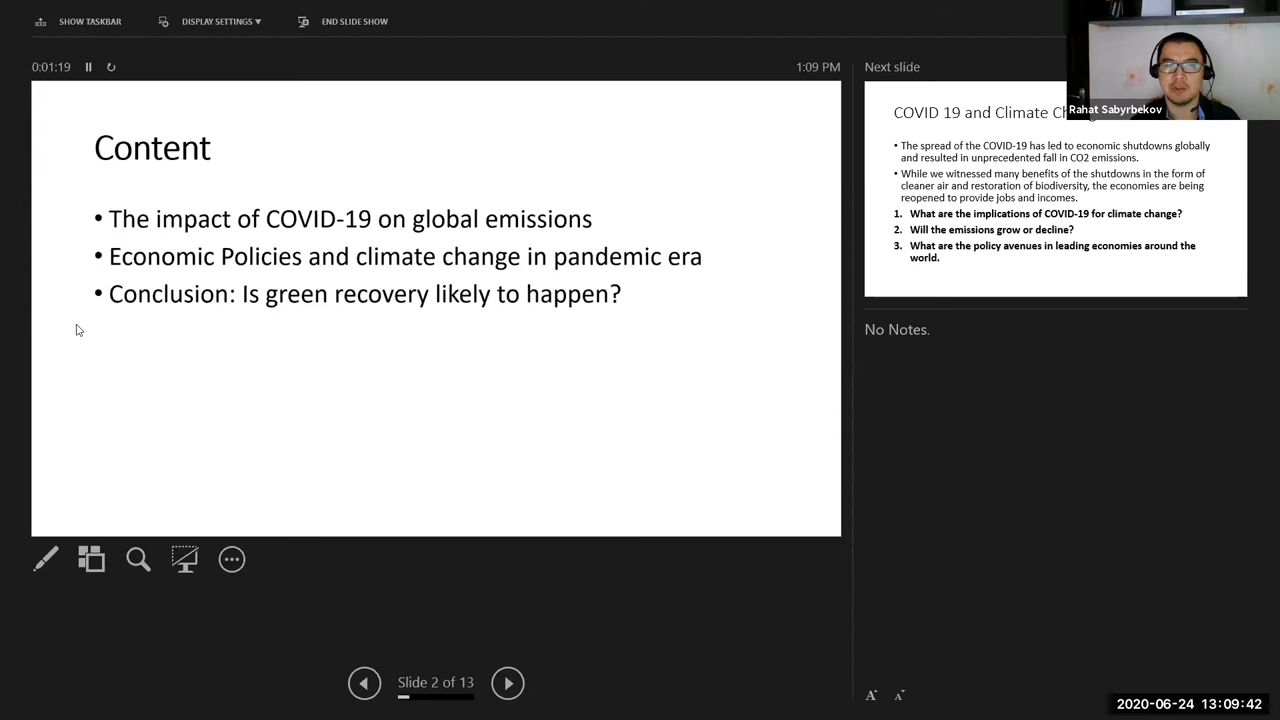 SHOW TASKBAR
DISPLAY SETTINGS
END SLIDE SHOW
0:01:19
1:09 PM
Content
• The impact of COVID-19 on global emissions
• Economic Policies and climate change in pandemic era
• Conclusion: Is green recovery likely to happen?
Slide 2 of 13
Next slide
Rahat Sabyrbekov
COVID 19 and Climate
• The spread of the COVID-19 has led to economic shutdowns globally
and resulted in unprecedented fall in CO2 emissions.
• While we witnessed many benefits of the shutdowns in the form of
cleaner air and restoration of biodiversity, the economies are being
reopened to provide jobs and incomes.
1. What are the implications of COVID-19 for climate change?
2. Will the emissions grow or decline?
3. What are the policy avenues in leading economies around the
world.
No Notes.
A A
2020-06-24 13:09:42